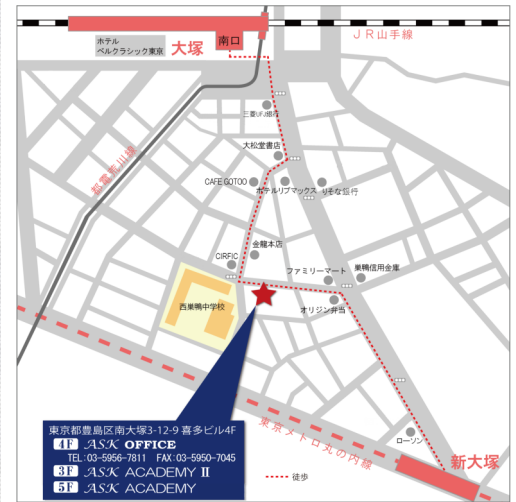 ホテル
ベルクラシック東京
大塚
南口
JR山手線
三菱UFJ銀行
大松堂書店
都電荒川線
CAFE GOTOO
ホテルリブマックス
りそな銀行
金龍本店
CIRFIC
ファミリーマート
巣鴨信用金庫
西巣鴨中学校
オリジン弁当
東京都豊島区南大塚3-12-9 喜多ビル4F
4F ASK OFFICE
TEL:03-5956-7811 FAX:03-5950-7045
3F ASK ACADEMY II
5F ASK ACADEMY
東京メトロ丸の内線
ローソン
新大塚
徒歩